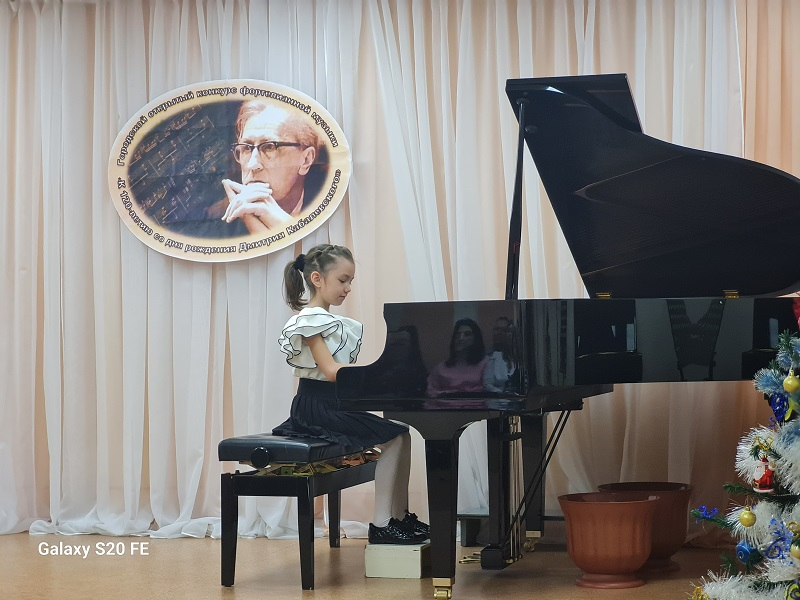 Городской открытый конкурс фортепианной музыки
к 120-летию со дня рождения Дмитрия Кабалевского»
Galaxy S20 FE